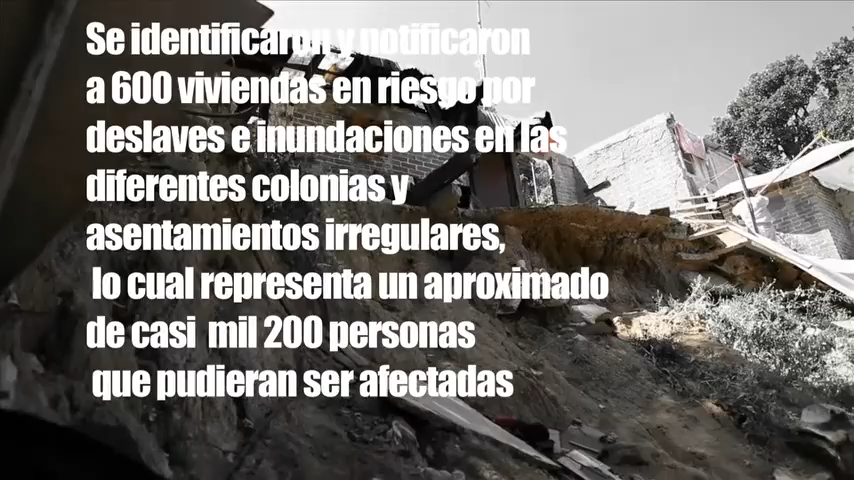 Se identificaron y notificaron
a 600 viviendas en riesgo por
deslaves e inundaciones en las
diferentes colonias y
asentamientos irregulares,
lo cual representa un aproximado
de casi mil 200 personas
que pudieran ser afectadas